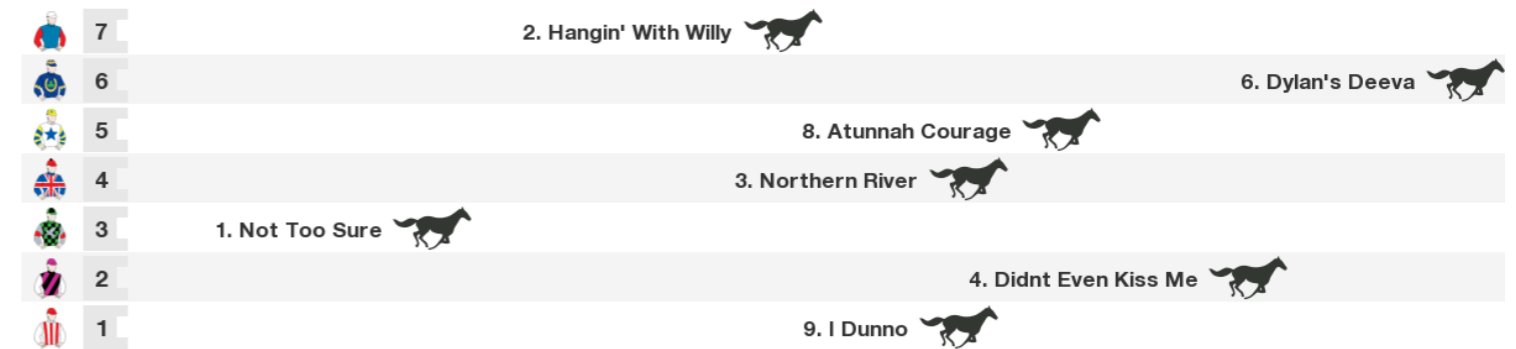 7 2. Hangin' With Willy
6 6. Dylan's Deeva
5 8. Atunnah Courage
4 3. Northern River
3 1. Not Too Sure
2 4. Didnt Even Kiss Me
1 9. I Dunno